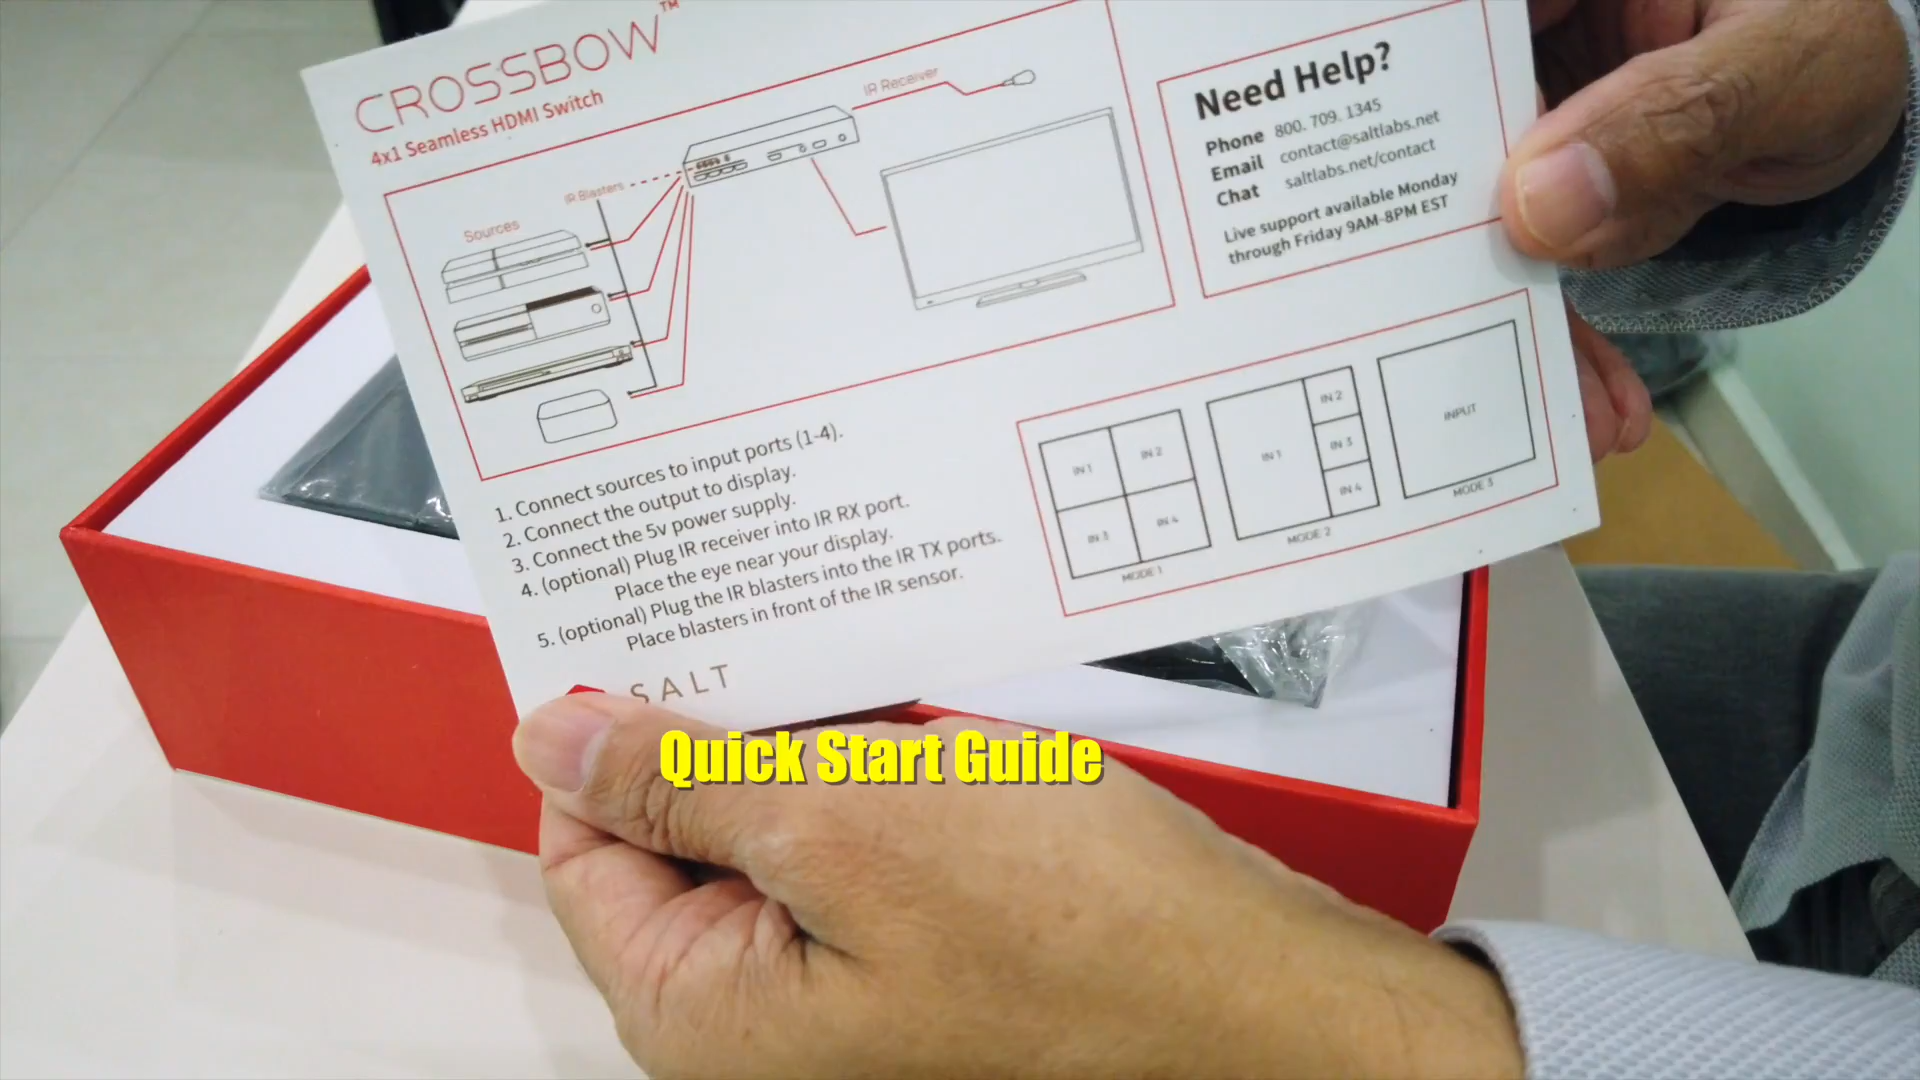 CROSSBOW™
4x1 Seamless HDMI Switch
IR Receiver
IR Blasters
Sources
Need Help?
Phone 800. 709. 1345
Email contact@saltlabs.net
Chat saltlabs.net/contact
Live support available Monday
through Friday 9AM-8PM EST
1. Connect sources to input ports (1-4).
2. Connect the output to display.
3. Connect the 5v power supply.
4. (optional) Plug IR receiver into IR RX port.
Place the eye near your display.
5. (optional) Plug the IR blasters into the IR TX ports.
Place blasters in front of the IR sensor.
IN 1
IN 2
IN 3
IN 4
MODE 1
IN 1
IN 2
IN 3
IN 4
MODE 2
INPUT
MODE 3
SALT
Quick Start Guide